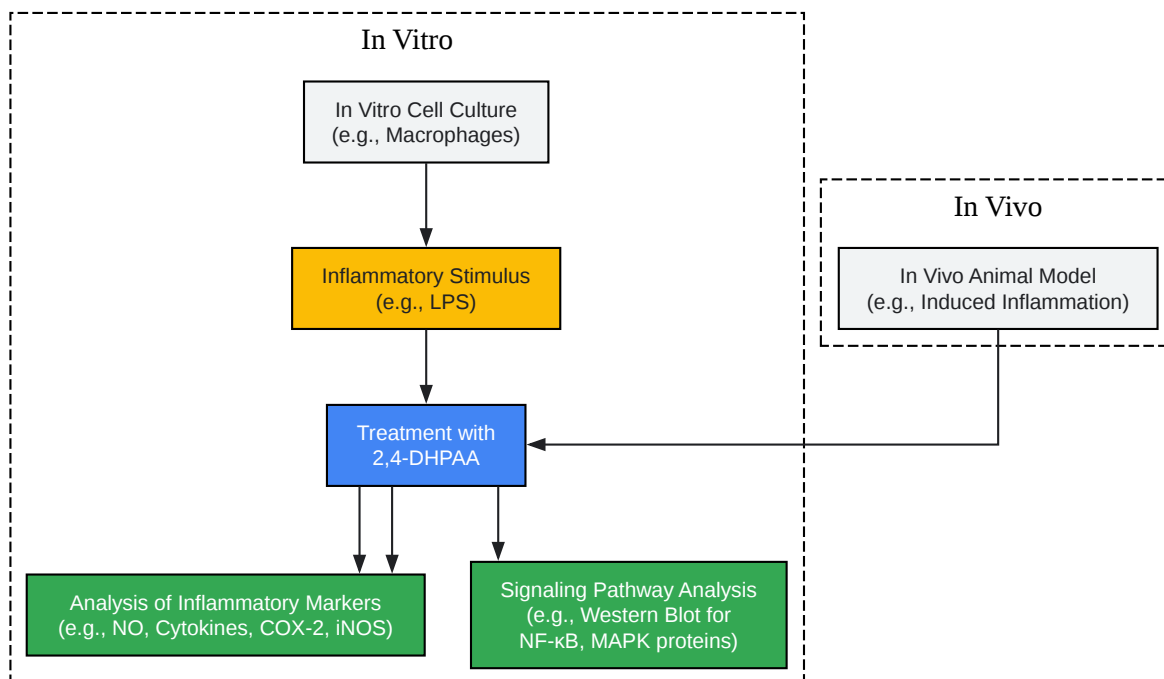 In Vitro
In Vitro Cell Culture
(e.g., Macrophages)
In Vivo
Inflammatory Stimulus
(e.g., LPS)
In Vivo Animal Model
(e.g., Induced Inflammation)
Treatment with
2,4-DHPAA
Analysis of Inflammatory Markers
(e.g., NO, Cytokines, COX-2, iNOS)
Signaling Pathway Analysis
(e.g., Western Blot for
NF-κB, MAPK proteins)